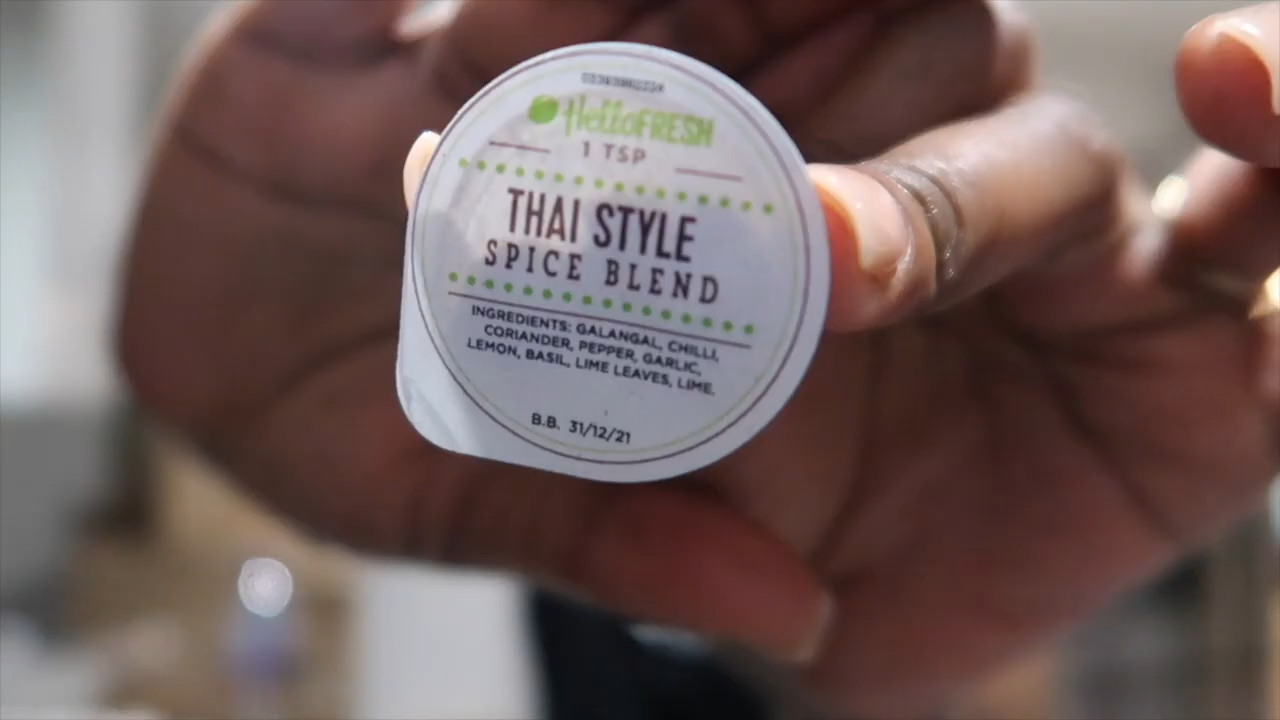 HelloFRESH
1 TSP
THAI STYLE
SPICE BLEND
INGREDIENTS: GALANGAL, CHILLI,
CORIANDER, PEPPER, GARLIC,
LEMON, BASIL, LIME LEAVES, LIME.
B.B. 31/12/21